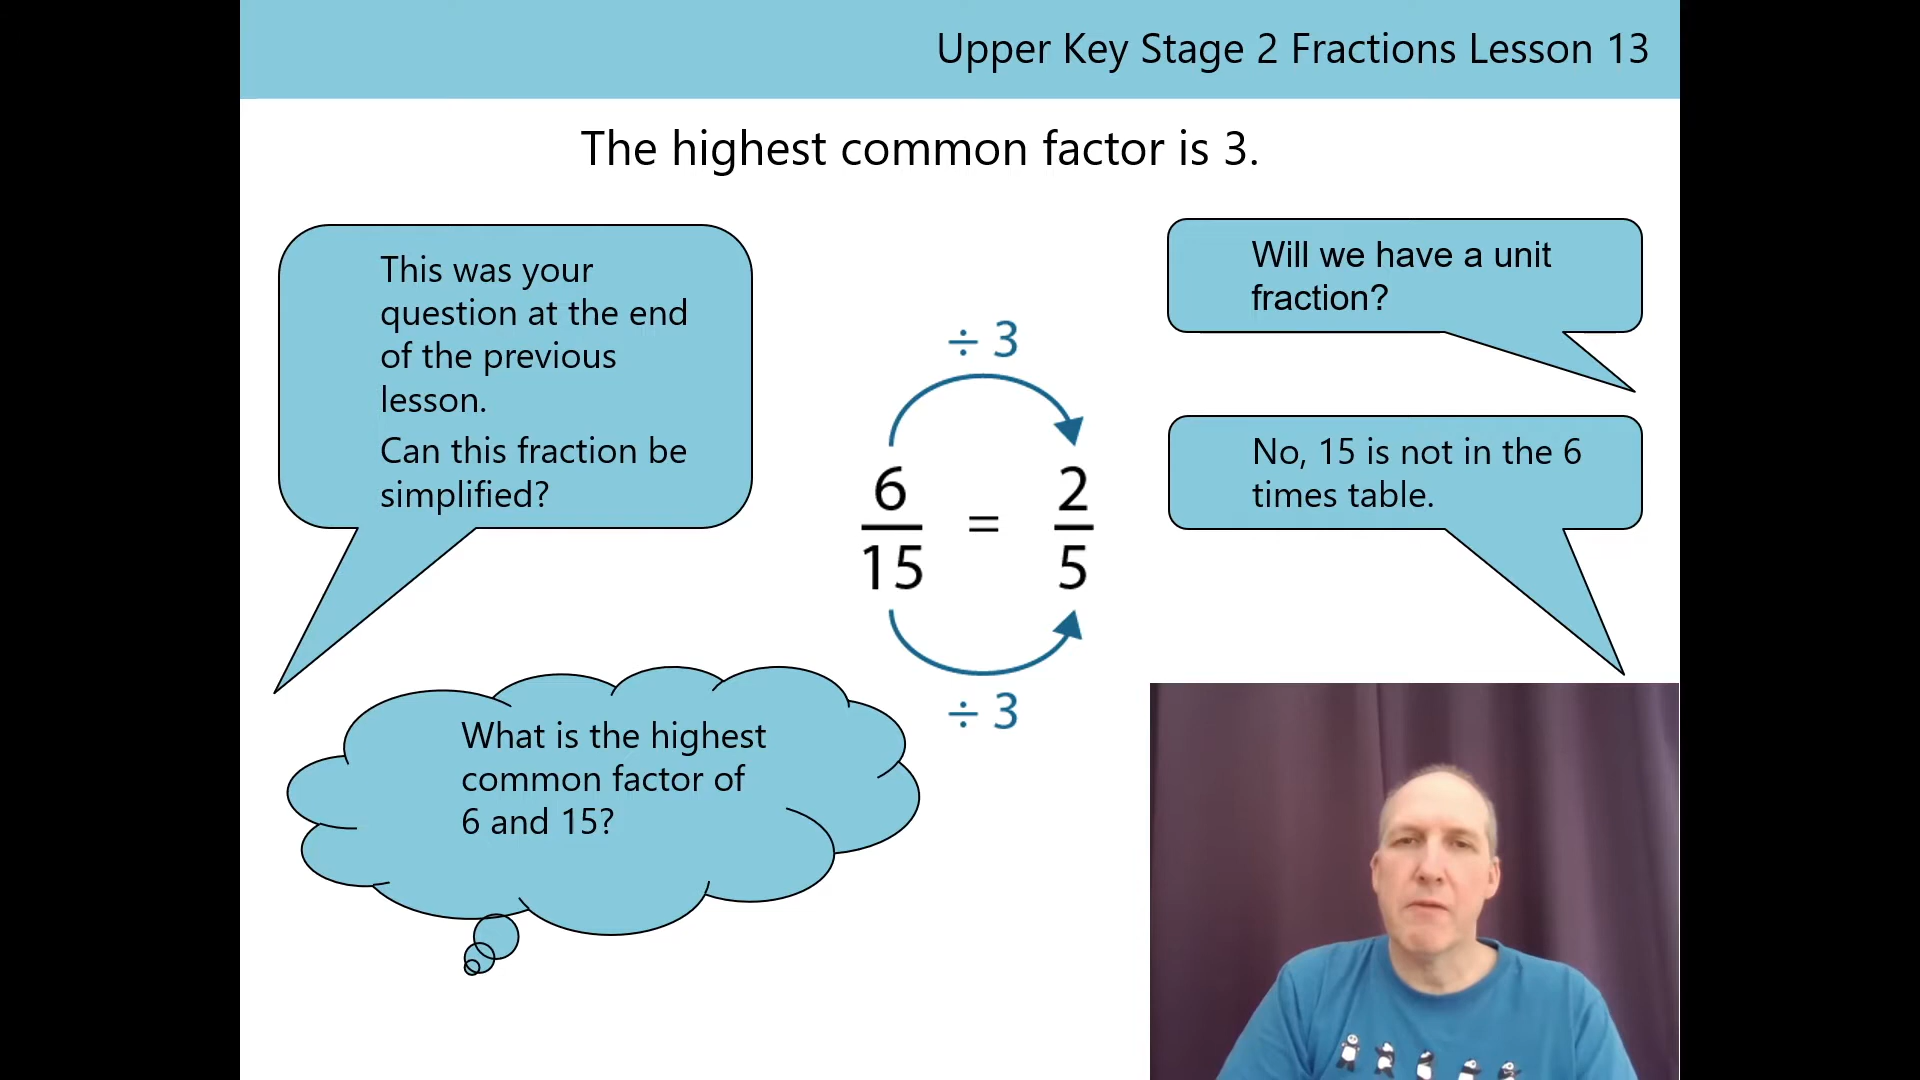 Upper Key Stage 2 Fractions Lesson 13
The highest common factor is 3.
This was your
question at the end
of the previous
lesson.
Can this fraction be
simplified?
What is the highest
common factor of
6 and 15?
÷ 3
6
15
=
2
5
÷ 3
Will we have a unit
fraction?
No, 15 is not in the 6
times table.